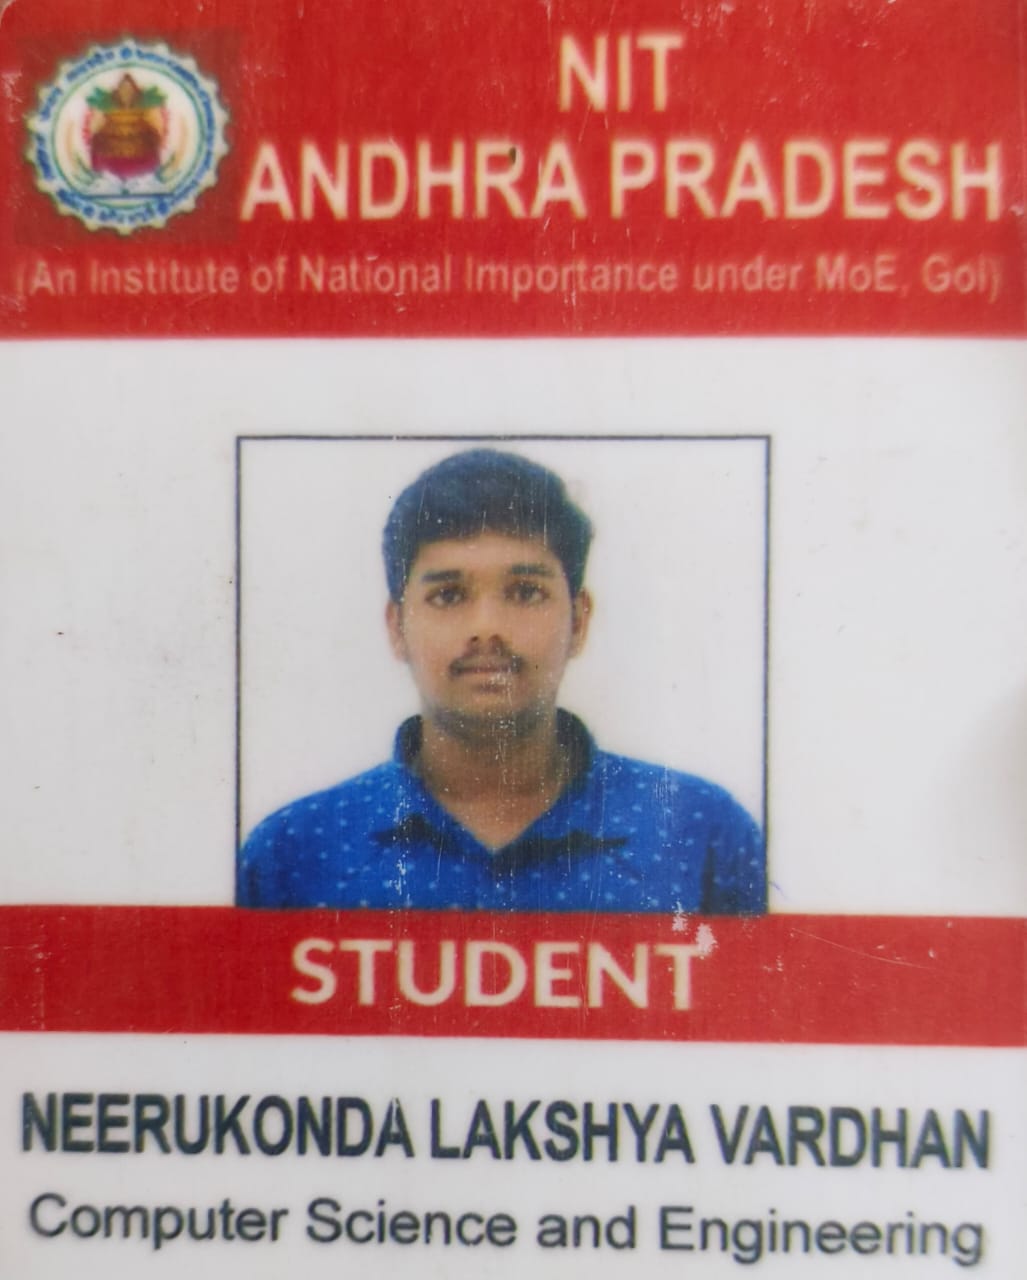 NIT
ANDHRA PRADESH
(An Institute of National Importance under MoE, GoI)
STUDENT
NEERUKONDA LAKSHYA VARDHAN
Computer Science and Engineering